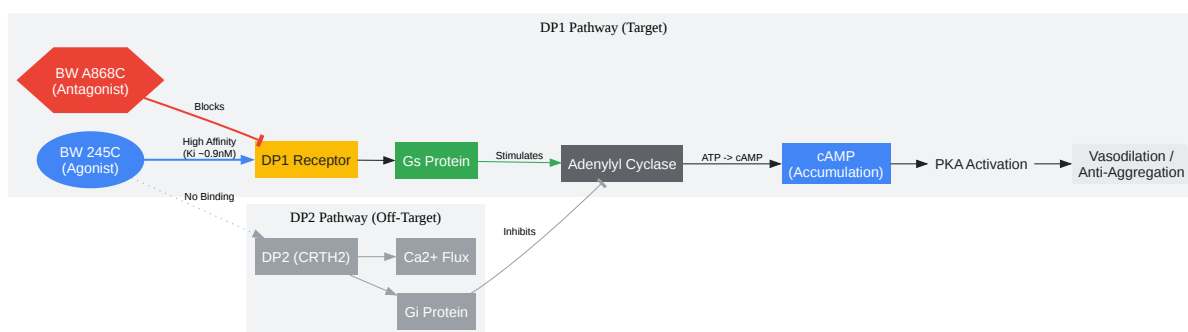 DP1 Pathway (Target)
BW A868C
(Antagonist)
Blocks
BW 245C
(Agonist)
High Affinity
(Ki ~0.9nM)
DP1 Receptor
Gs Protein
Stimulates
Adenylyl Cyclase
ATP -> cAMP
cAMP
(Accumulation)
PKA Activation
Vasodilation /
Anti-Aggregation
No Binding
DP2 Pathway (Off-Target)
DP2 (CRTH2)
Ca2+ Flux
Gi Protein
Inhibits